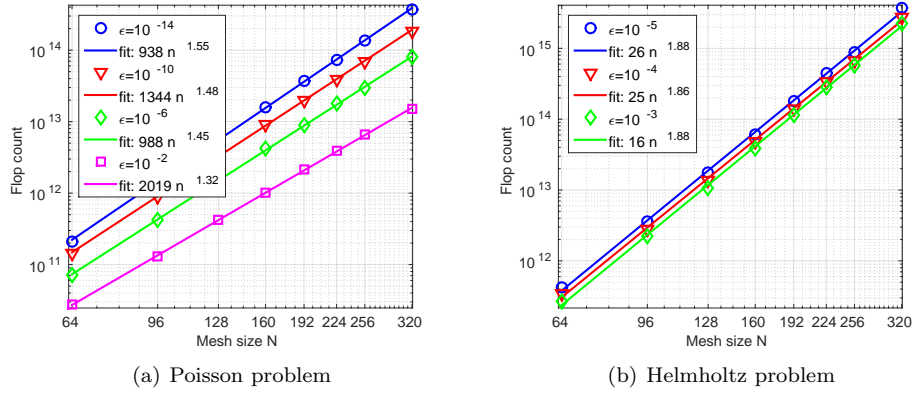 ϵ=10 -14
fit: 938 n 1.55
ϵ=10 -10
fit: 1344 n 1.48
ϵ=10 -6
fit: 988 n 1.45
ϵ=10 -2
fit: 2019 n 1.32
10 14
10 13
10 12
10 11
Flop count
64 96 128 160 192 224 256 320
Mesh size N
(a) Poisson problem
ϵ=10 -5
fit: 26 n 1.88
ϵ=10 -4
fit: 25 n 1.86
ϵ=10 -3
fit: 16 n 1.88
10 15
10 14
10 13
10 12
Flop count
64 96 128 160 192 224 256 320
Mesh size N
(b) Helmholtz problem